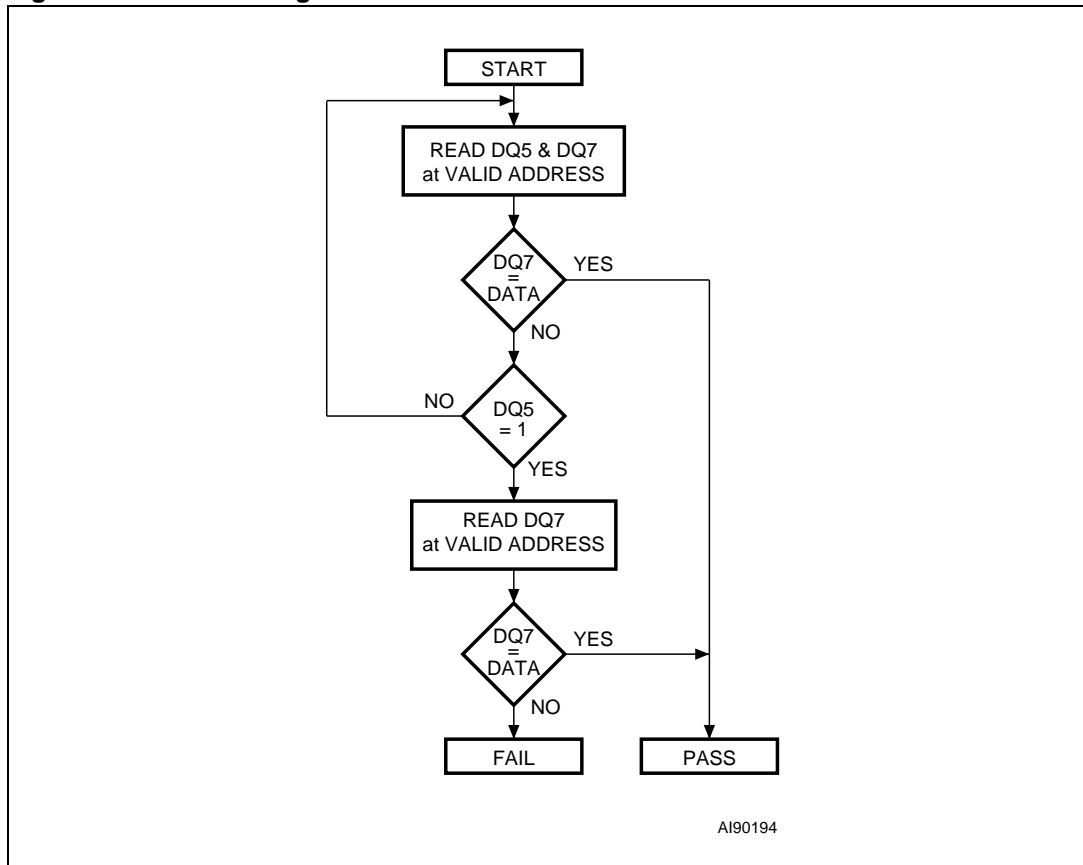 START
READ DQ5 & DQ7
at VALID ADDRESS
DQ7
=
DATA
YES
NO
DQ5
= 1
NO
YES
READ DQ7
at VALID ADDRESS
DQ7
=
DATA
YES
NO
FAIL
PASS
AI90194